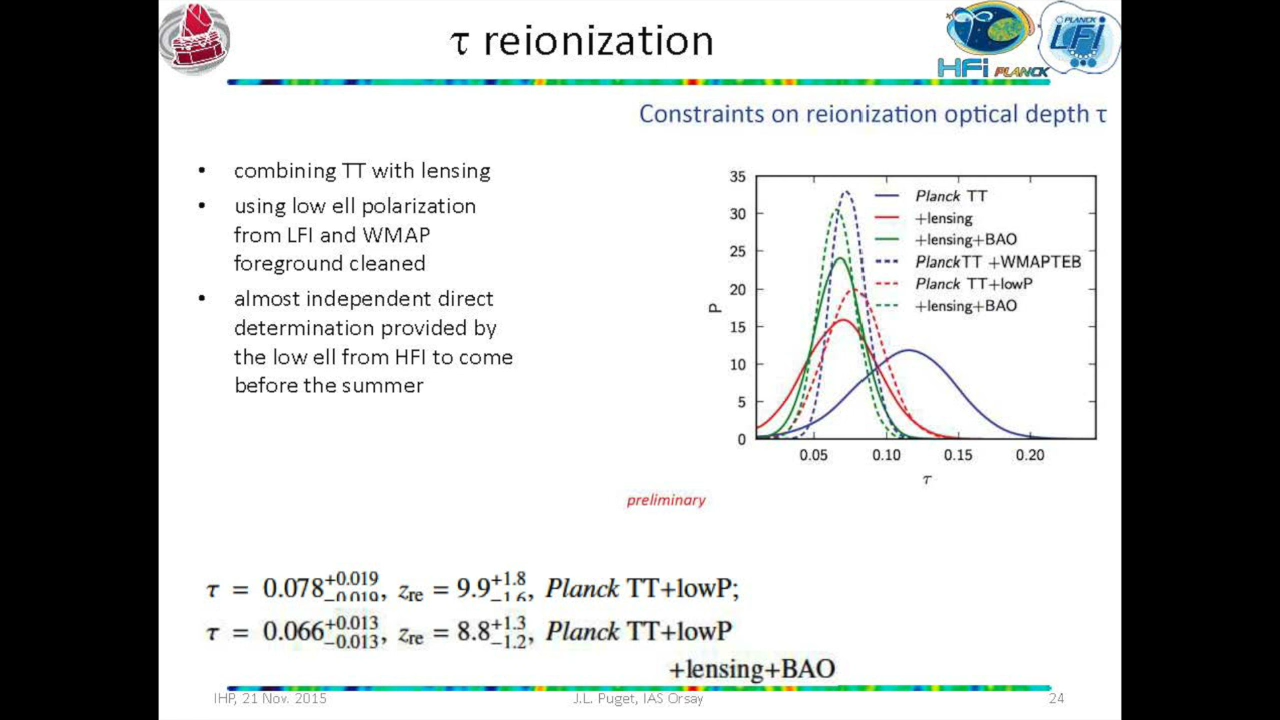 τ reionization
HFi PLANCK
PLANCK
LFi
Constraints on reionization optical depth τ
• combining TT with lensing
• using low ell polarization
from LFI and WMAP
foreground cleaned
• almost independent direct
determination provided by
the low ell from HFI to come
before the summer
35
30
25
20
15
10
5
0
P
Planck TT
+lensing
+lensing+BAO
PlanckTT +WMAPTEB
Planck TT+lowP
+lensing+BAO
0.05 0.10 0.15 0.20
τ
preliminary
τ = 0.078+0.019−0.019, zre = 9.9+1.8−1.6, Planck TT+lowP;
τ = 0.066+0.013−0.013, zre = 8.8+1.3−1.2, Planck TT+lowP
+lensing+BAO
IHP, 21 Nov. 2015 J.L. Puget, IAS Orsay 24